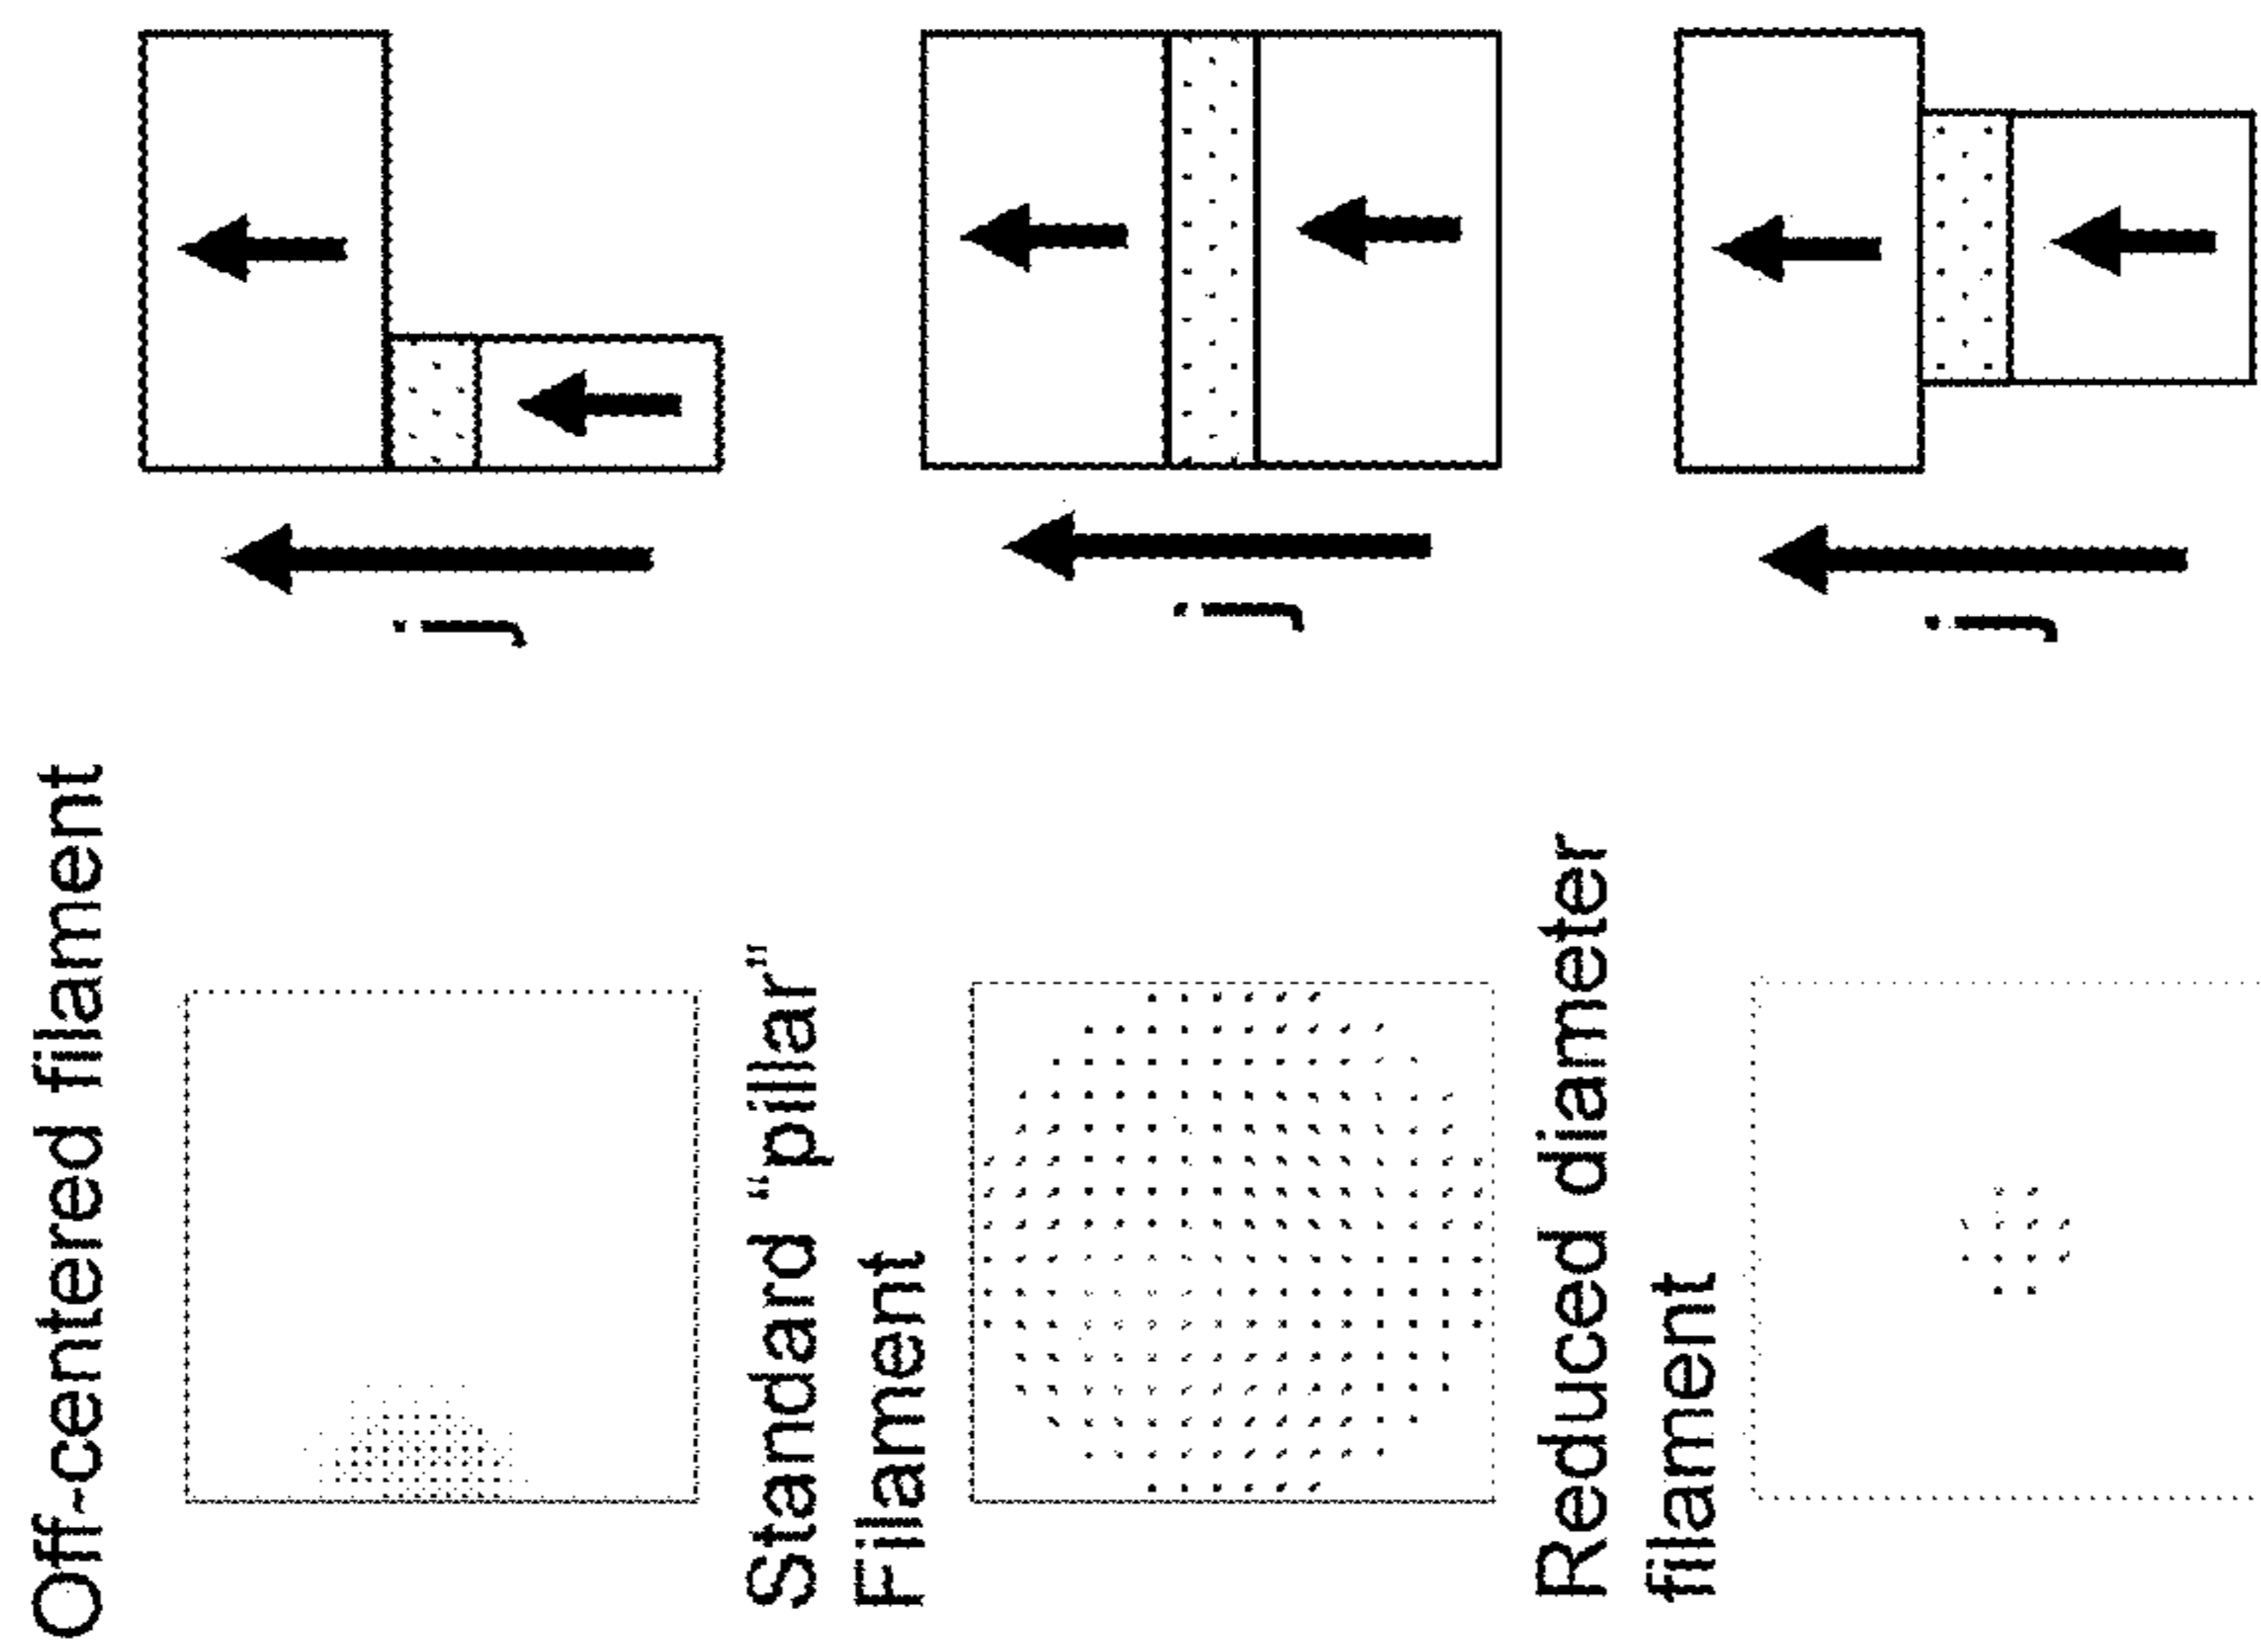 Off-centered filament
j
Standard "pillar"
Filament
j
Reduced diameter
filament
j